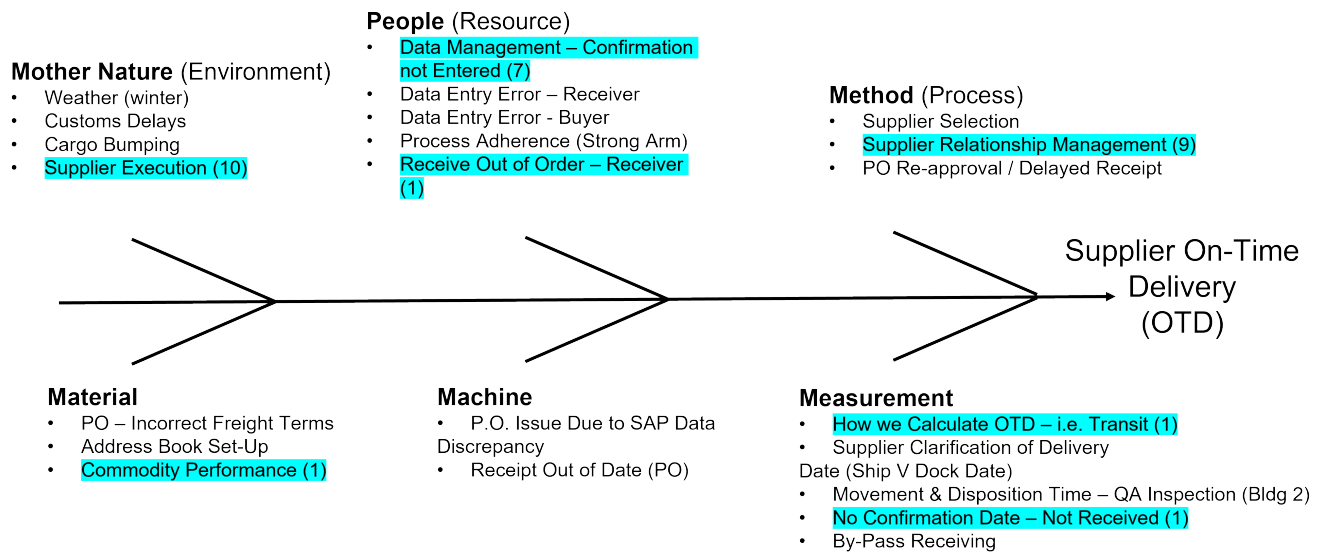 People (Resource)
• Data Management – Confirmation
not Entered (7)
• Data Entry Error – Receiver
• Data Entry Error - Buyer
• Process Adherence (Strong Arm)
• Receive Out of Order – Receiver
(1)
Mother Nature (Environment)
• Weather (winter)
• Customs Delays
• Cargo Bumping
• Supplier Execution (10)
Method (Process)
• Supplier Selection
• Supplier Relationship Management (9)
• PO Re-approval / Delayed Receipt
Supplier On-Time
Delivery
(OTD)
Material
• PO – Incorrect Freight Terms
• Address Book Set-Up
• Commodity Performance (1)
Machine
• P.O. Issue Due to SAP Data
Discrepancy
• Receipt Out of Date (PO)
Measurement
• How we Calculate OTD – i.e. Transit (1)
• Supplier Clarification of Delivery
Date (Ship V Dock Date)
• Movement & Disposition Time – QA Inspection (Bldg 2)
• No Confirmation Date – Not Received (1)
• By-Pass Receiving